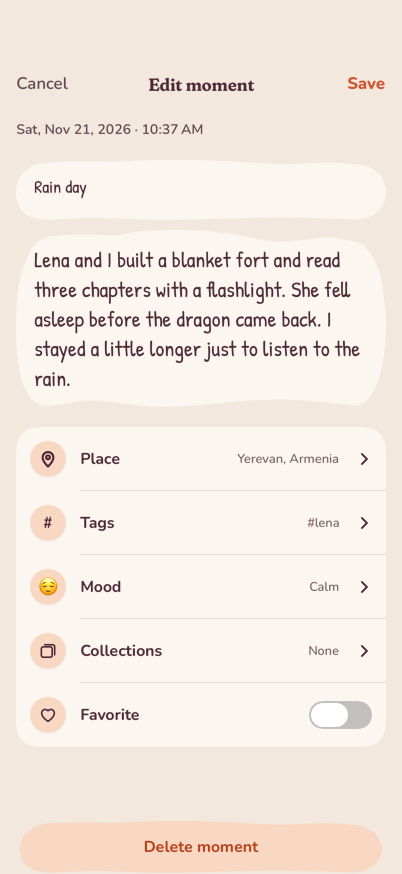 Cancel
Edit moment
Save
Sat, Nov 21, 2026 · 10:37 AM
Rain day
Lena and I built a blanket fort and read
three chapters with a flashlight. She fell
asleep before the dragon came back. I
stayed a little longer just to listen to the
rain.
Place
Yerevan, Armenia
# Tags
#lena
Mood
Calm
Collections
None
Favorite
Delete moment